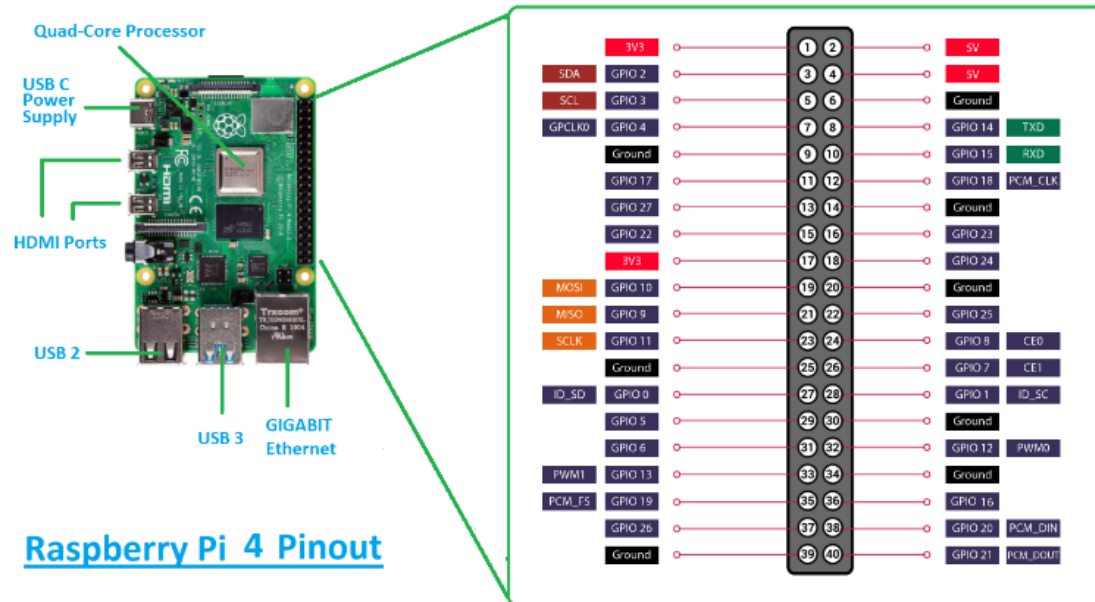 Quad-Core Processor
USB C
Power
Supply
HDMI Ports
USB 2
USB 3
GIGABIT
Ethernet
Raspberry Pi 4 Pinout
HDMI
Trxcom
3V3 1 2 5V
SDA GPIO 2 3 4 5V
SCL GPIO 3 5 6 Ground
GPCLK0 GPIO 4 7 8 GPIO 14 TXD
Ground 9 10 GPIO 15 RXD
GPIO 17 11 12 GPIO 18 PCM_CLK
GPIO 27 13 14 Ground
GPIO 22 15 16 GPIO 23
3V3 17 18 GPIO 24
MOSI GPIO 10 19 20 Ground
MISO GPIO 9 21 22 GPIO 25
SCLK GPIO 11 23 24 GPIO 8 CE0
Ground 25 26 GPIO 7 CE1
ID_SD GPIO 0 27 28 GPIO 1 ID_SC
GPIO 5 29 30 Ground
GPIO 6 31 32 GPIO 12 PWM0
PWM1 GPIO 13 33 34 Ground
PCM_FS GPIO 19 35 36 GPIO 16
GPIO 26 37 38 GPIO 20 PCM_DIN
Ground 39 40 GPIO 21 PCM_DOUT